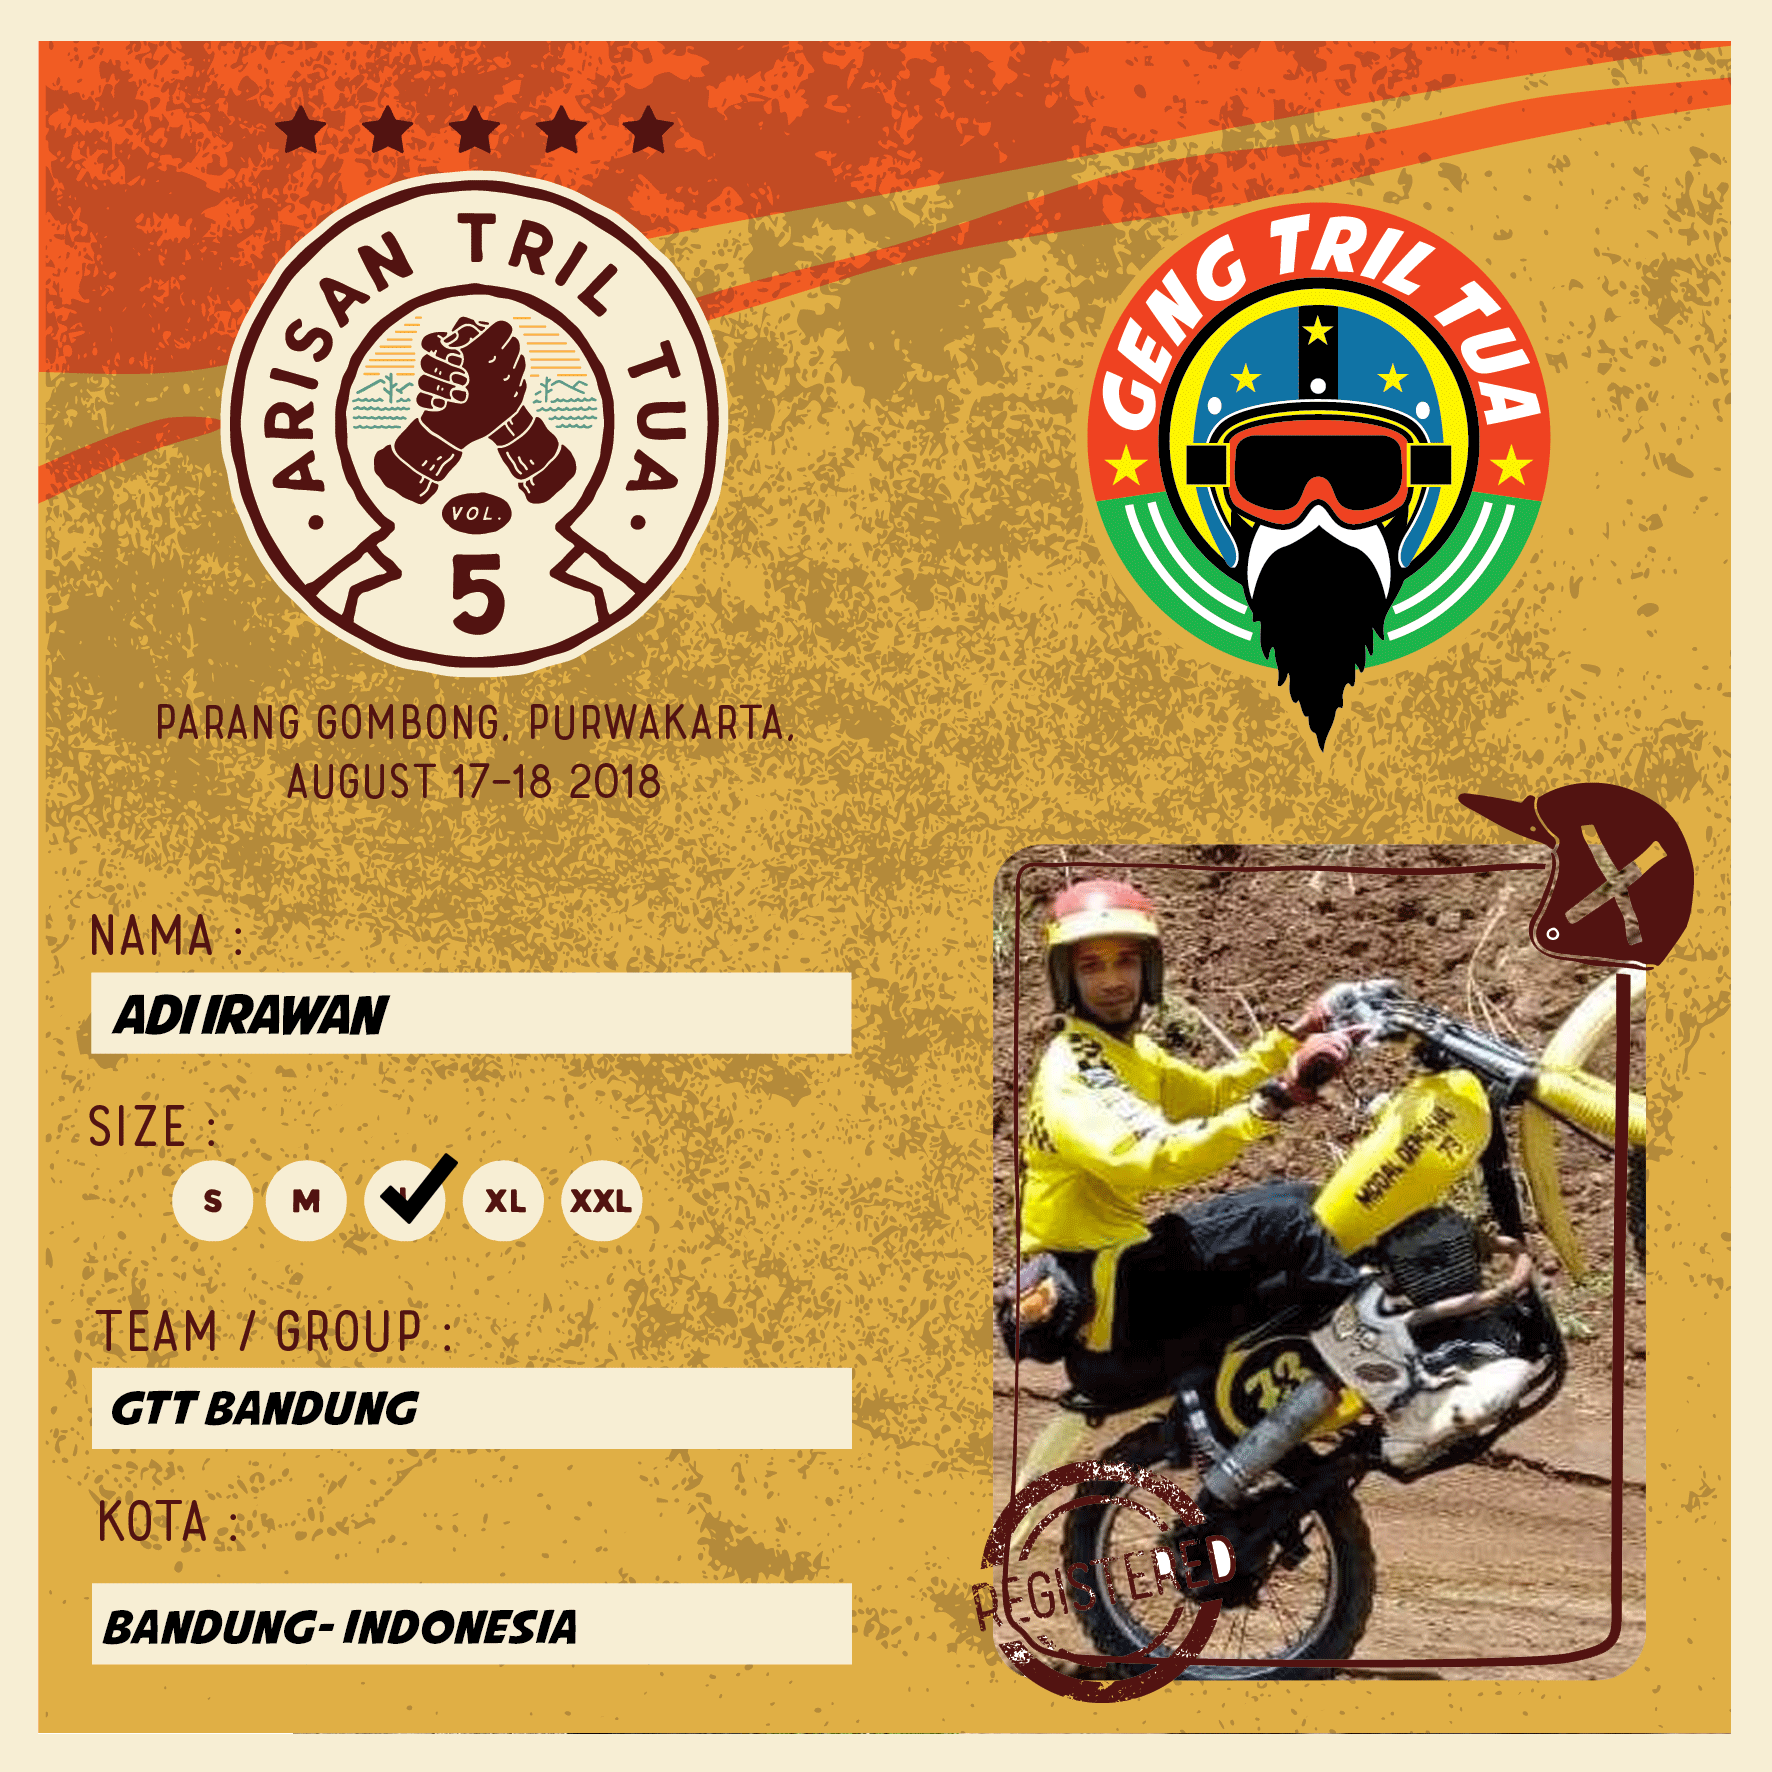 ARISAN TRIL TUA
VOL.
5
PARANG GOMBONG, PURWAKARTA,
AUGUST 17-18 2018
GENG TRIL TUA
NAMA :
ADI IRAWAN
SIZE :
S M XL XXL
TEAM / GROUP :
GTT BANDUNG
KOTA :
BANDUNG- INDONESIA
REGISTERED